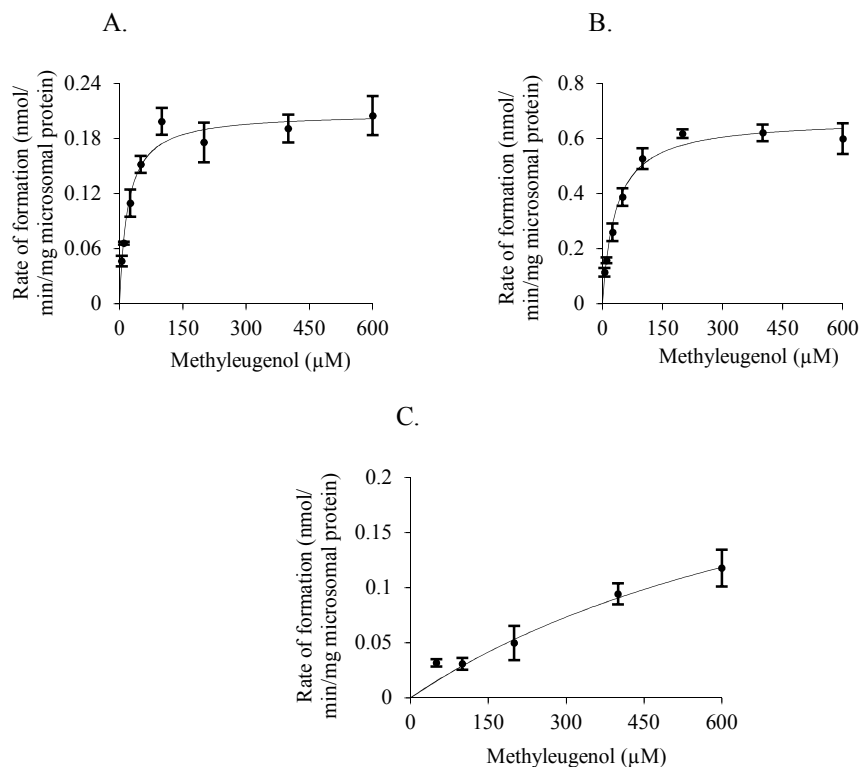 A.
Rate of formation (nmol/
min/mg microsomal protein)
0.24
0.18
0.12
0.06
0
0 150 300 450 600
Methyleugenol (µM)
B.
Rate of formation (nmol/
min/mg microsomal protein)
0.8
0.6
0.4
0.2
0
0 150 300 450 600
Methyleugenol (µM)
C.
Rate of formation (nmol/
min/mg microsomal protein)
0.2
0.15
0.1
0.05
0
0 150 300 450 600
Methyleugenol (µM)